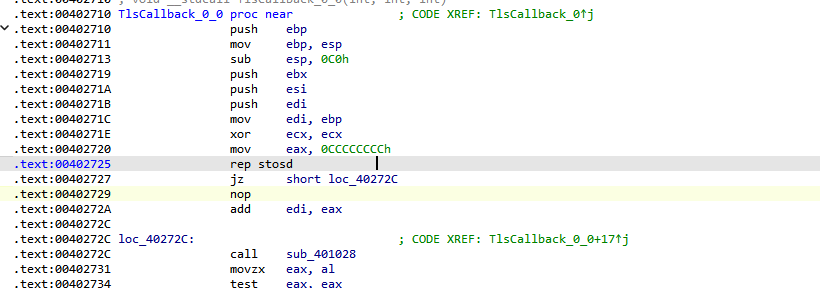 .text:00402710 ; void __stdcall TlsCallback_0_0(int, int, int)
.text:00402710 TlsCallback_0_0 proc near ; CODE XREF: TlsCallback_0↑j
.text:00402710 push ebp
.text:00402711 mov ebp, esp
.text:00402713 sub esp, 0C0h
.text:00402719 push ebx
.text:0040271A push esi
.text:0040271B push edi
.text:0040271C mov edi, ebp
.text:0040271E xor ecx, ecx
.text:00402720 mov eax, 0CCCCCCCCh
.text:00402725 rep stosd
.text:00402727 jz short loc_40272C
.text:00402729 nop
.text:0040272A add edi, eax
.text:0040272C
.text:0040272C loc_40272C: ; CODE XREF: TlsCallback_0_0+17↑j
.text:0040272C call sub_401028
.text:00402731 movzx eax, al
.text:00402734 test eax, eax